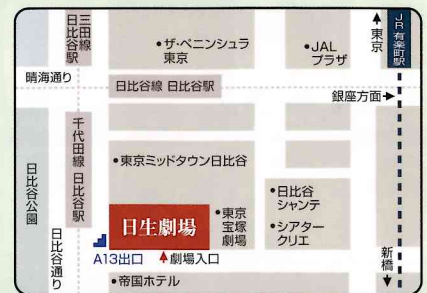 三田線
日比谷駅
•ザ・ペニンシュラ
東京
•JAL
プラザ
↑東京
JR有楽町駅
晴海通り
日比谷線 日比谷駅
銀座方面→
千代田線 日比谷駅
日比谷公園
•東京ミッドタウン日比谷
日生劇場
•東京
宝塚
劇場
•日比谷
シャンテ
•シアター
クリエ
日比谷通り
A13出口
↑劇場入口
新橋↓
•帝国ホテル